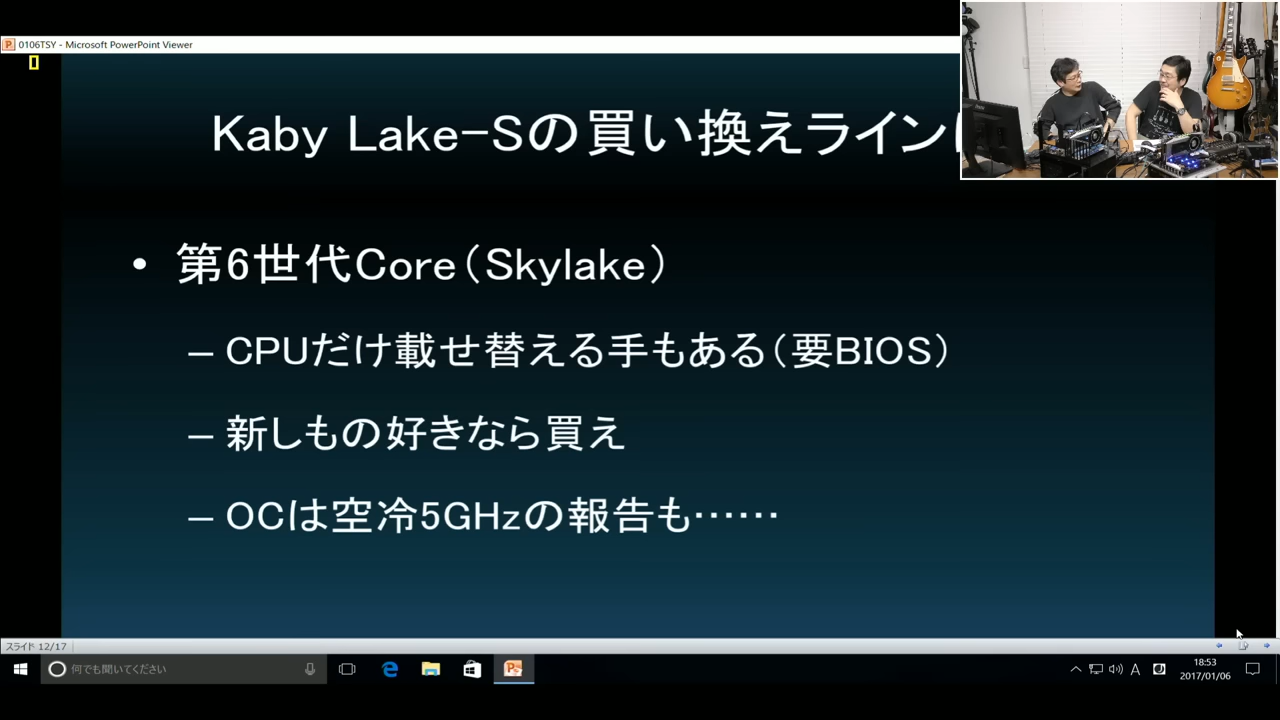 0106TSY - Microsoft PowerPoint Viewer
Kaby Lake-Sの買い換えライン
• 第6世代Core(Skylake)
– CPUだけ載せ替える手もある(要BIOS)
– 新しもの好きなら買え
– OCは空冷5GHzの報告も……
スライド 12/17
何でも聞いてください
A
18:53
2017/01/06